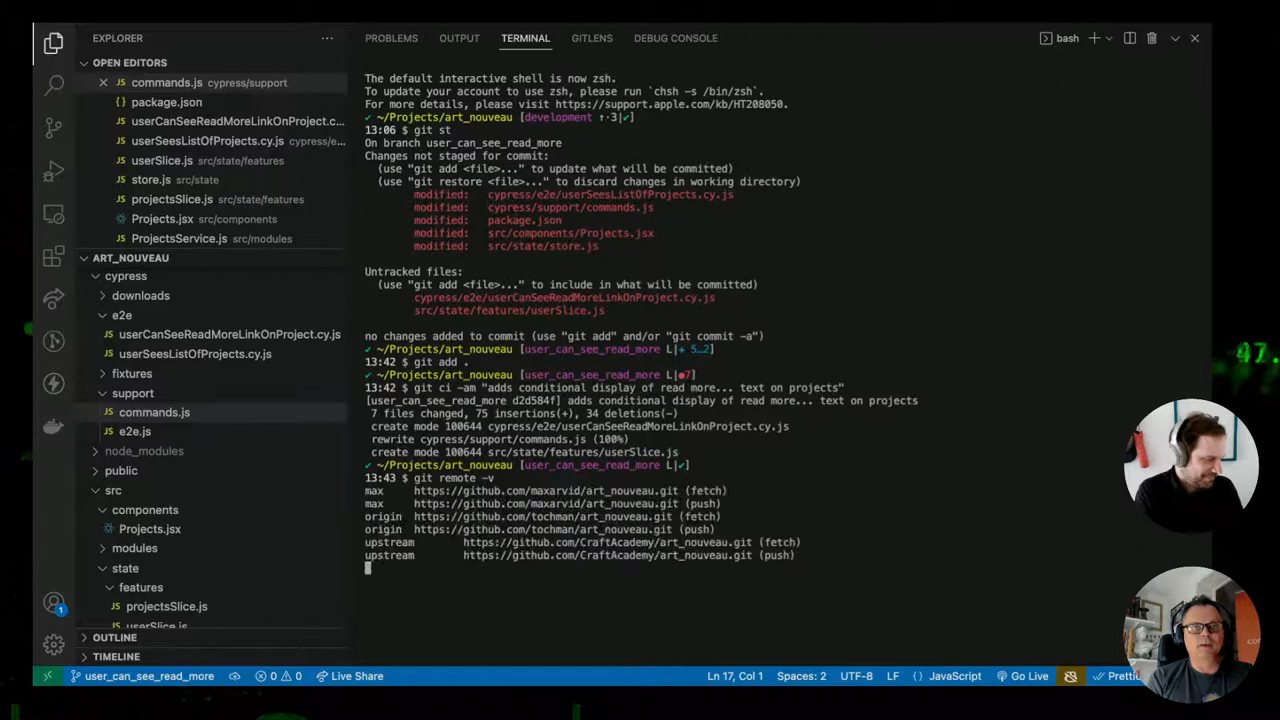 EXPLORER
OPEN EDITORS
JS commands.js cypress/support
{} package.json
JS userCanSeeReadMoreLinkOnProject.c...
JS userSeesListOfProjects.cy.js cypress/e...
JS userSlice.js src/state/features
JS store.js src/state
JS projectsSlice.js src/state/features
Projects.jsx src/components
JS ProjectsService.js src/modules
ART_NOUVEAU
cypress
downloads
e2e
JS userCanSeeReadMoreLinkOnProject.cy.js
JS userSeesListOfProjects.cy.js
fixtures
support
JS commands.js
JS e2e.js
node_modules
public
src
components
Projects.jsx
modules
state
features
JS projectsSlice.js
JS userSlice.js
OUTLINE
TIMELINE
PROBLEMS OUTPUT TERMINAL GITLENS DEBUG CONSOLE
bash
The default interactive shell is now zsh.
To update your account to use zsh, please run `chsh -s /bin/zsh`.
For more details, please visit https://support.apple.com/kb/HT208050.
✔ ~/Projects/art_nouveau [development ↑·3|✔]
13:06 $ git st
On branch user_can_see_read_more
Changes not staged for commit:
(use "git add <file>..." to update what will be committed)
(use "git restore <file>..." to discard changes in working directory)
modified: cypress/e2e/userSeesListOfProjects.cy.js
modified: cypress/support/commands.js
modified: package.json
modified: src/components/Projects.jsx
modified: src/state/store.js
Untracked files:
(use "git add <file>..." to include in what will be committed)
cypress/e2e/userCanSeeReadMoreLinkOnProject.cy.js
src/state/features/userSlice.js
no changes added to commit (use "git add" and/or "git commit -a")
✔ ~/Projects/art_nouveau [user_can_see_read_more L|✚ 5…2]
13:42 $ git add .
✔ ~/Projects/art_nouveau [user_can_see_read_more L|●7]
13:42 $ git ci -am "adds conditional display of read more... text on projects"
[user_can_see_read_more d2d584f] adds conditional display of read more... text on projects
7 files changed, 75 insertions(+), 34 deletions(-)
create mode 100644 cypress/e2e/userCanSeeReadMoreLinkOnProject.cy.js
rewrite cypress/support/commands.js (100%)
create mode 100644 src/state/features/userSlice.js
✔ ~/Projects/art_nouveau [user_can_see_read_more L|✔]
13:43 $ git remote -v
max https://github.com/maxarvid/art_nouveau.git (fetch)
max https://github.com/maxarvid/art_nouveau.git (push)
origin https://github.com/tochman/art_nouveau.git (fetch)
origin https://github.com/tochman/art_nouveau.git (push)
upstream https://github.com/CraftAcademy/art_nouveau.git (fetch)
upstream https://github.com/CraftAcademy/art_nouveau.git (push)
47.
1
user_can_see_read_more 0 0 Live Share Ln 17, Col 1 Spaces: 2 UTF-8 LF {} JavaScript Go Live